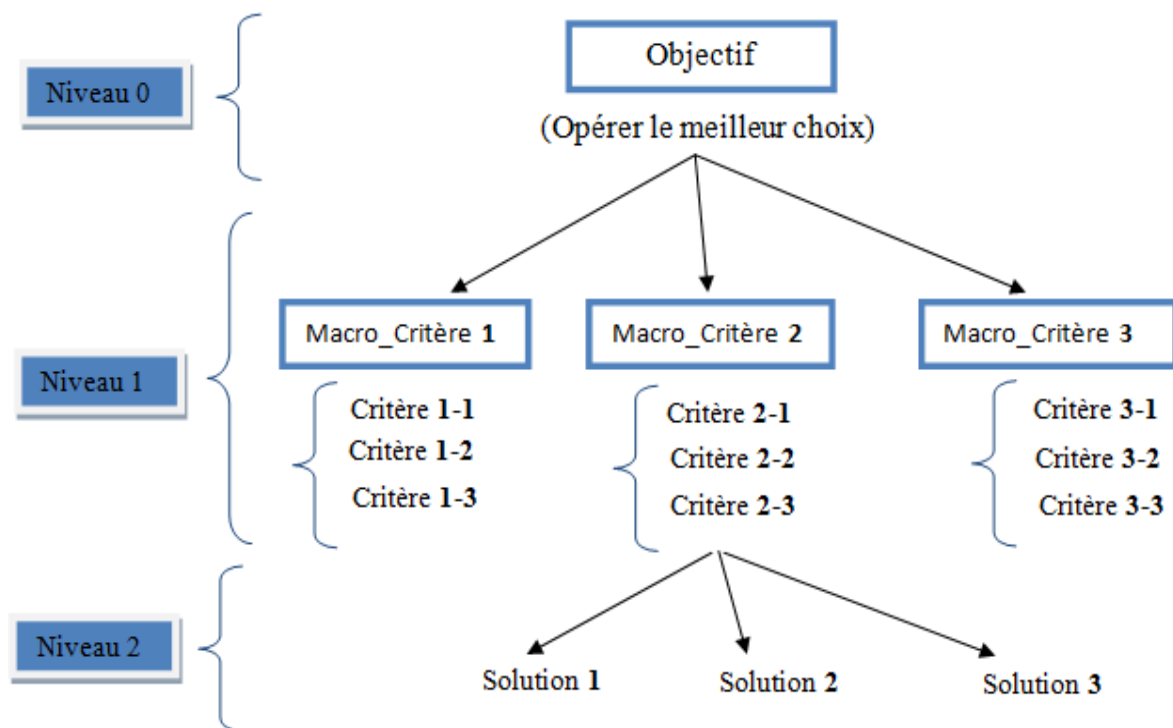 Niveau 0
Objectif
(Opérer le meilleur choix)
Niveau 1
Macro_Critère 1
Macro_Critère 2
Macro_Critère 3
Critère 1-1
Critère 1-2
Critère 1-3
Critère 2-1
Critère 2-2
Critère 2-3
Critère 3-1
Critère 3-2
Critère 3-3
Niveau 2
Solution 1
Solution 2
Solution 3